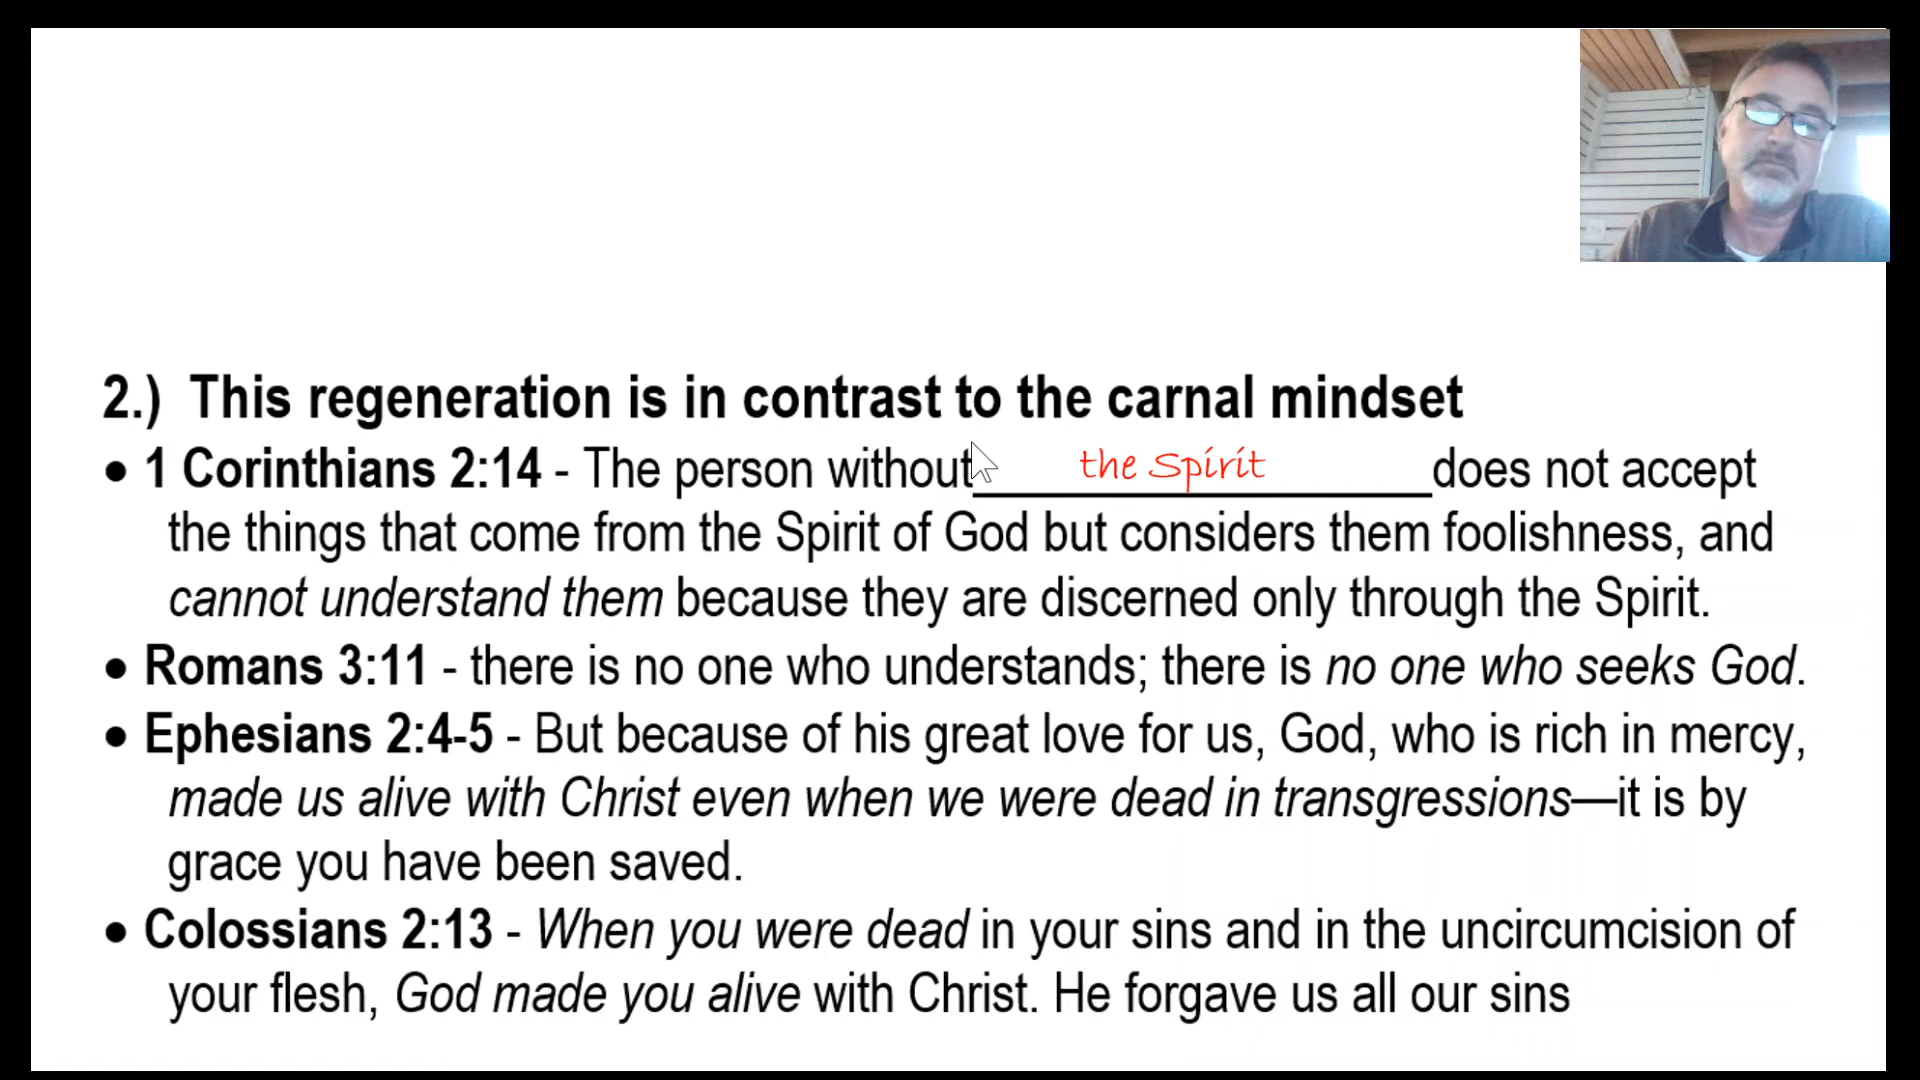 2.) This regeneration is in contrast to the carnal mindset
● 1 Corinthians 2:14 - The person without the Spirit does not accept
the things that come from the Spirit of God but considers them foolishness, and
cannot understand them because they are discerned only through the Spirit.
● Romans 3:11 - there is no one who understands; there is no one who seeks God.
● Ephesians 2:4-5 - But because of his great love for us, God, who is rich in mercy,
made us alive with Christ even when we were dead in transgressions—it is by
grace you have been saved.
● Colossians 2:13 - When you were dead in your sins and in the uncircumcision of
your flesh, God made you alive with Christ. He forgave us all our sins